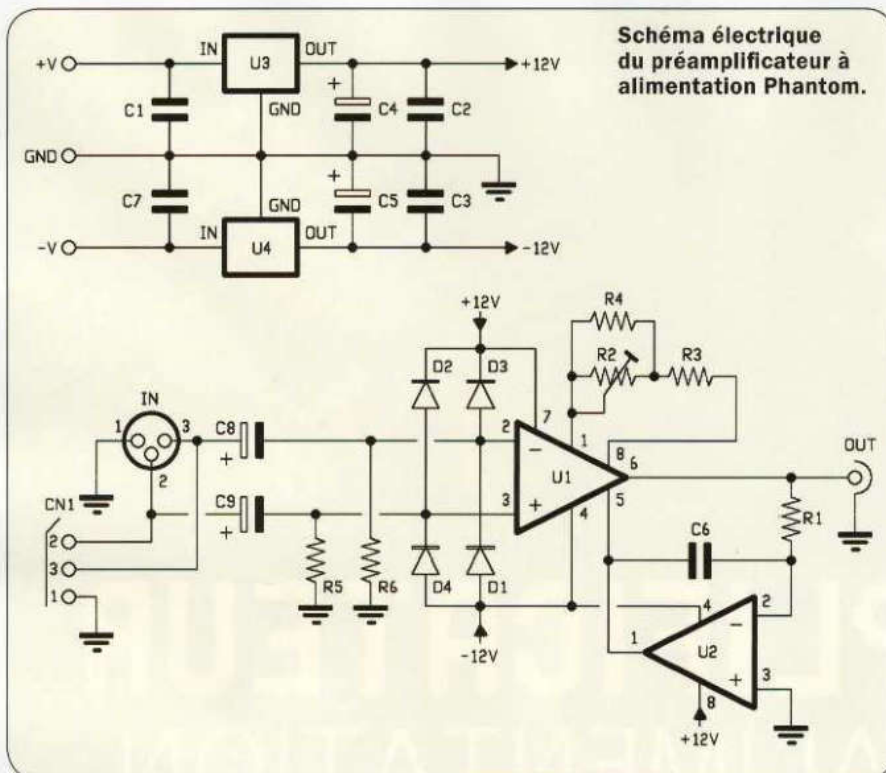 Schéma électrique
du préamplificateur à
alimentation Phantom.
+V IN U3 OUT +12V
C1 GND + C4 C2
GND
C7 GND + C5 C3
-V IN U4 OUT -12V
+12V
R4
D2 D3 R2 R3
IN
1 3 C8 + 2 7 1 8 OUT
2 - U1 6
CN1 C9 + 3 + 4 5
2 C6 R1
3 R5 R6 D4 D1
1 4 2
-12V 1 U2 -
+ 3
8
+12V